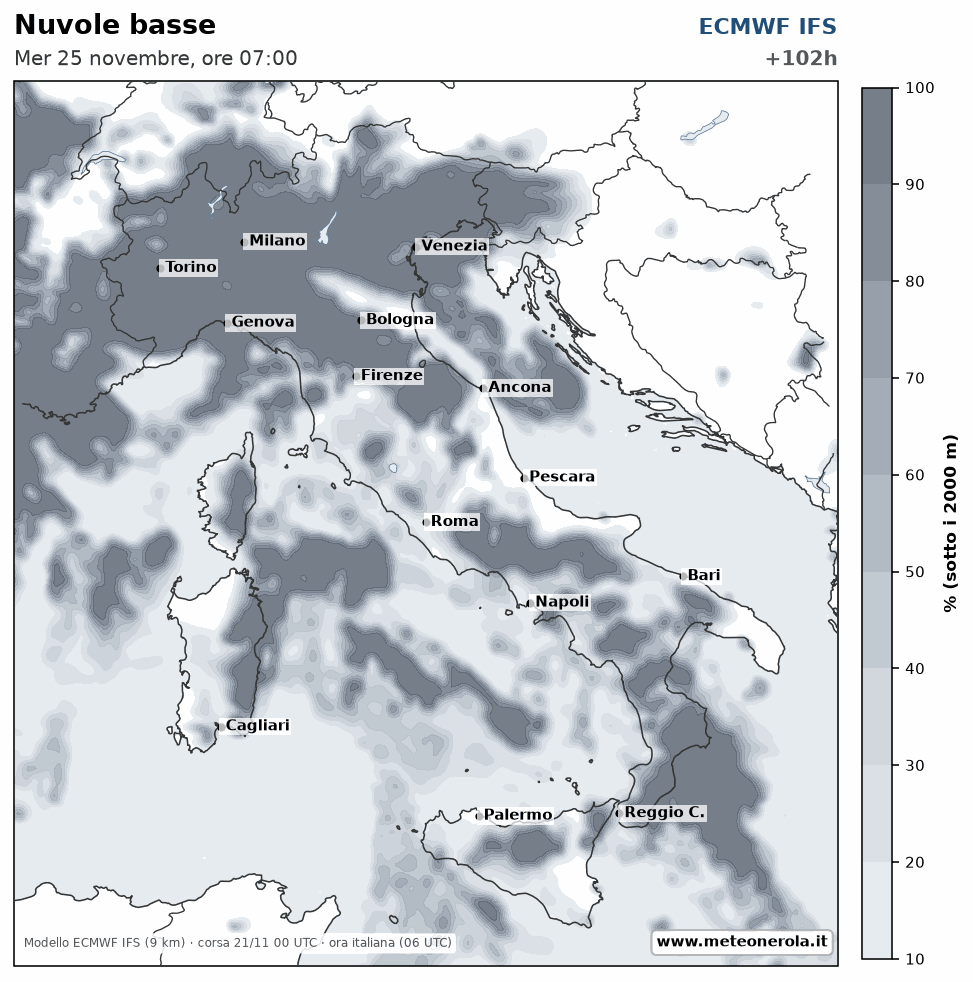 Nuvole basse
ECMWF IFS
Mer 25 novembre, ore 07:00
+102h
100
90
80
70
60
50
40
30
20
10
% (sotto i 2000 m)
Milano
Venezia
Torino
Genova
Bologna
Firenze
Ancona
Pescara
Roma
Bari
Napoli
Cagliari
Palermo
Reggio C.
Modello ECMWF IFS (9 km) · corsa 21/11 00 UTC · ora italiana (06 UTC)
www.meteonerola.it